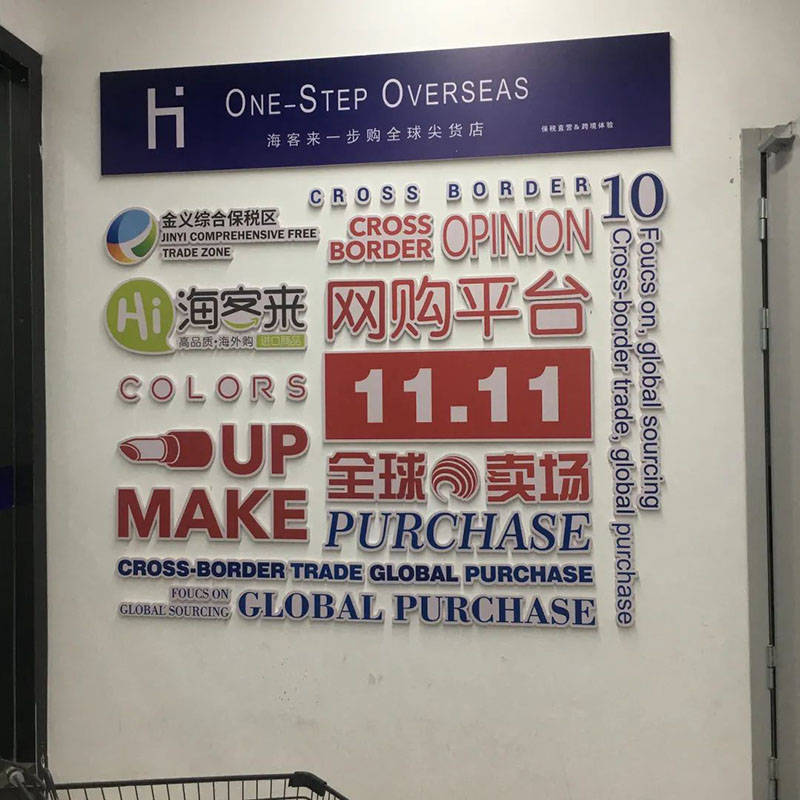 Hi ONE-STEP OVERSEAS
海客来一步购全球尖货店
保税直营&跨境体验
CROSS BORDER
10
金义综合保税区
JINYI COMPREHENSIVE FREE
TRADE ZONE
CROSS
BORDER
OPINION
Hi 海客来
高品质·海外购 进口商品
网购平台
COLORS
11.11
UP
MAKE
全球 卖场
PURCHASE
CROSS-BORDER TRADE GLOBAL PURCHASE
FOUCS ON
GLOBAL SOURCING
GLOBAL PURCHASE
Foucs on, global sourcing
Cross-border trade, global purchase